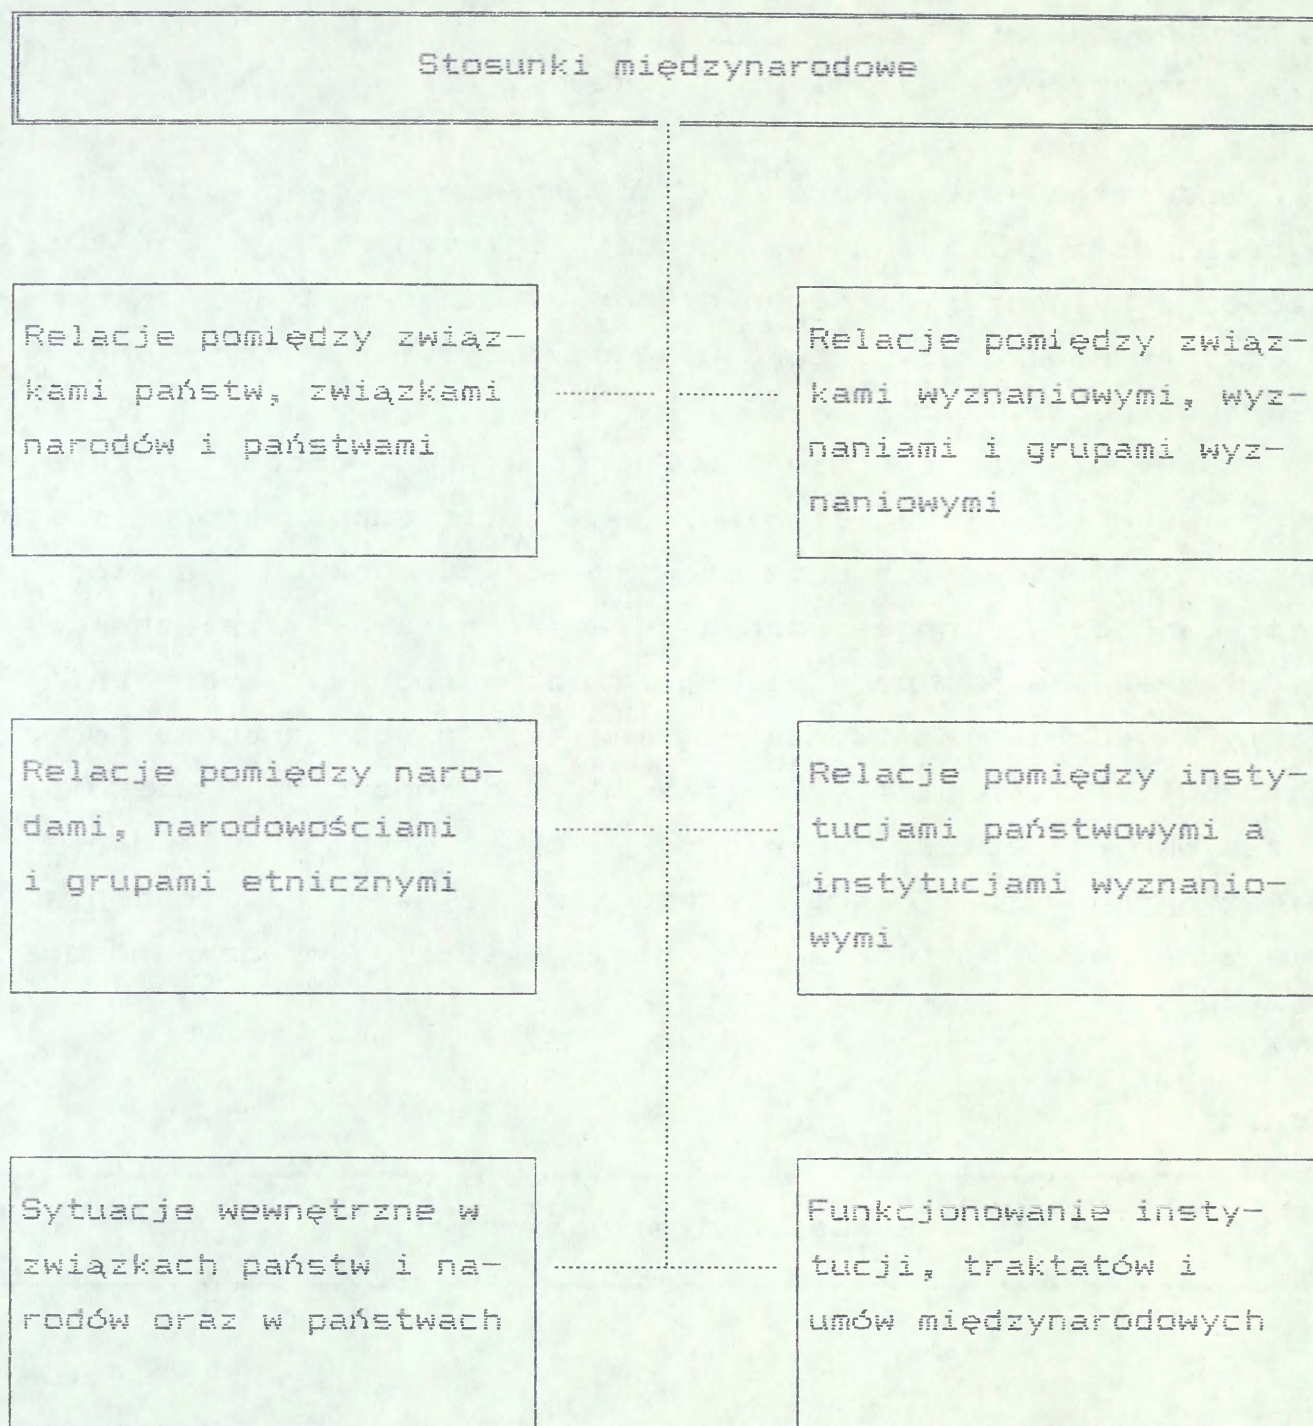 Stosunki międzynarodowe
Relacje pomiędzy związ-
kami państw, związkami
narodów i państwami
Relacje pomiędzy związ-
kami wyznaniowymi, wyz-
naniami i grupami wyz-
naniowymi
Relacje pomiędzy naro-
dami, narodowościami
i grupami etnicznymi
Relacje pomiędzy insty-
tucjami państwowymi a
instytucjami wyznanio-
wymi
Sytuacje wewnętrzne w
związkach państw i na-
rodów oraz w państwach
Funkcjonowanie insty-
tucji, traktatów i
umów międzynarodowych